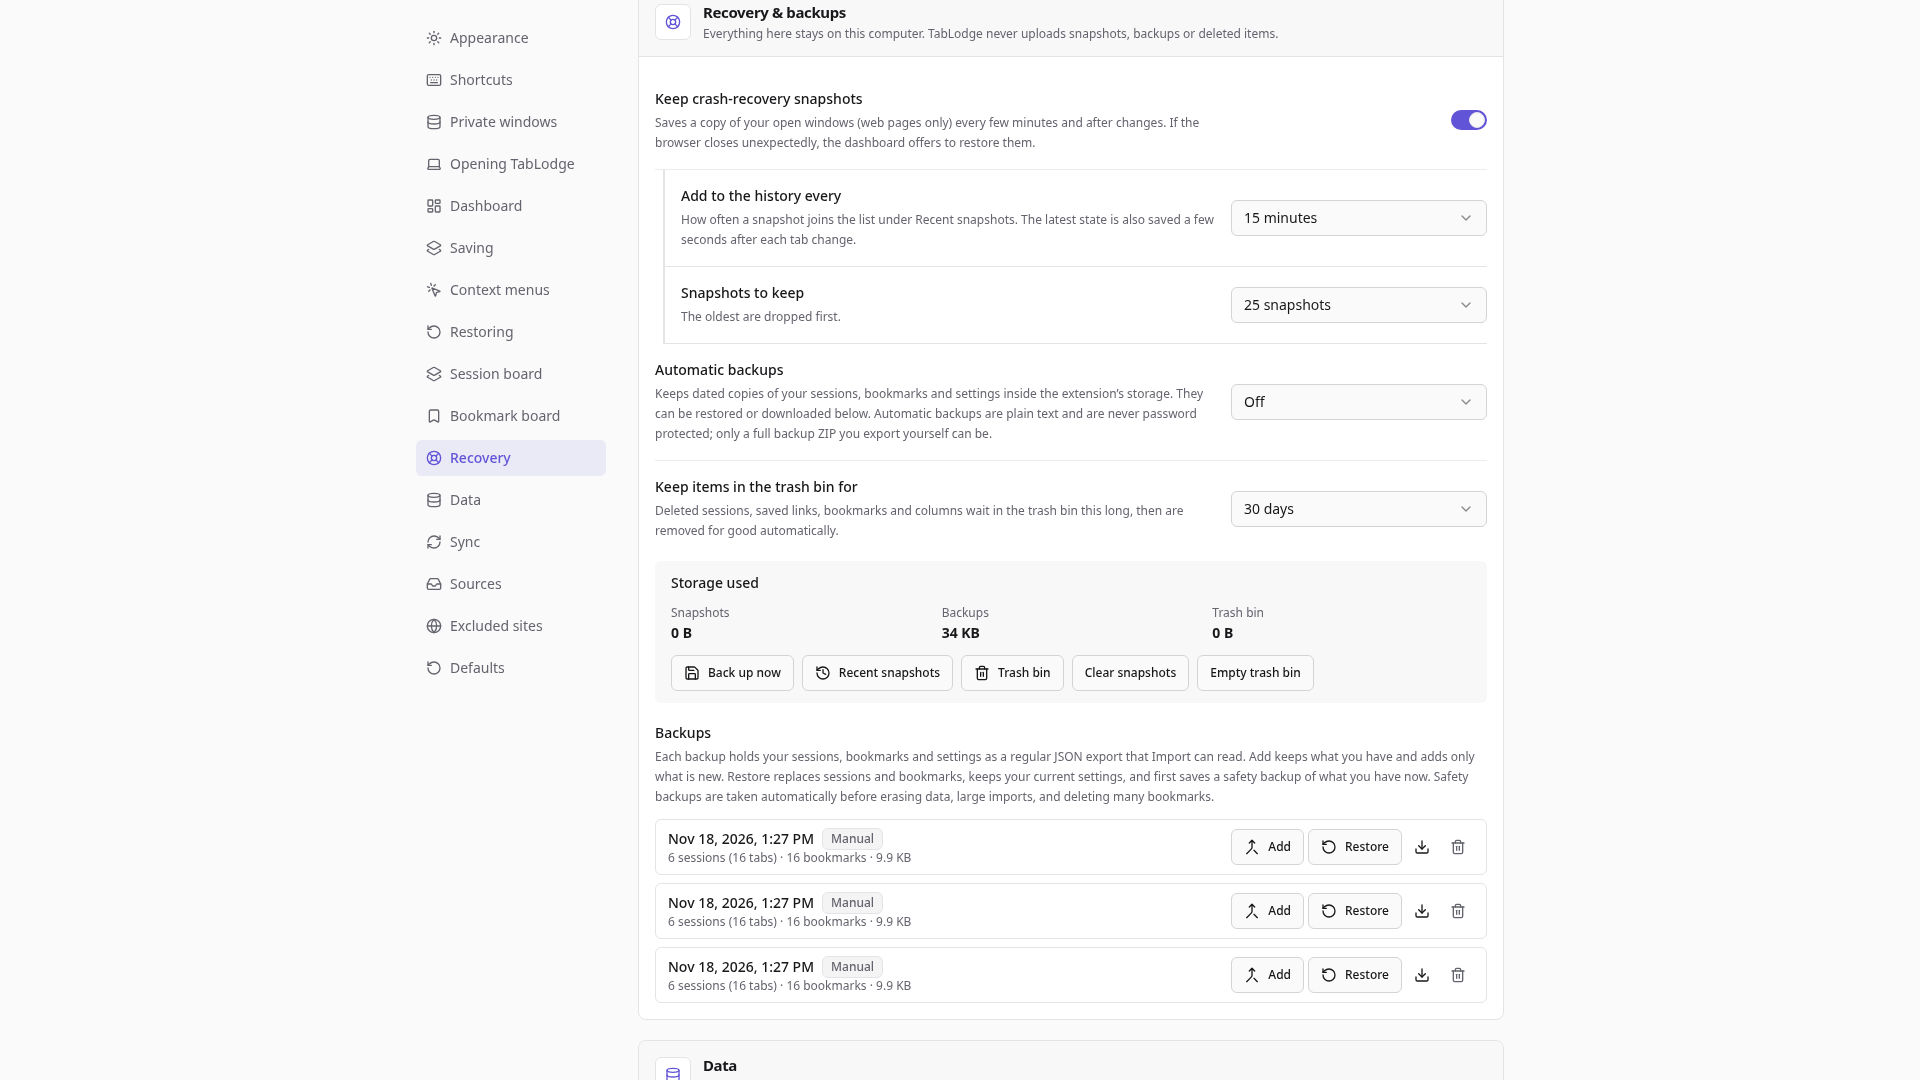 Appearance
Shortcuts
Private windows
Opening TabLodge
Dashboard
Saving
Context menus
Restoring
Session board
Bookmark board
Recovery
Data
Sync
Sources
Excluded sites
Defaults
Recovery & backups
Everything here stays on this computer. TabLodge never uploads snapshots, backups or deleted items.
Keep crash-recovery snapshots
Saves a copy of your open windows (web pages only) every few minutes and after changes. If the
browser closes unexpectedly, the dashboard offers to restore them.
Add to the history every
How often a snapshot joins the list under Recent snapshots. The latest state is also saved a few
seconds after each tab change.
15 minutes
Snapshots to keep
The oldest are dropped first.
25 snapshots
Automatic backups
Keeps dated copies of your sessions, bookmarks and settings inside the extension’s storage. They
can be restored or downloaded below. Automatic backups are plain text and are never password
protected; only a full backup ZIP you export yourself can be.
Off
Keep items in the trash bin for
Deleted sessions, saved links, bookmarks and columns wait in the trash bin this long, then are
removed for good automatically.
30 days
Storage used
Snapshots
0 B
Backups
34 KB
Trash bin
0 B
Back up now
Recent snapshots
Trash bin
Clear snapshots
Empty trash bin
Backups
Each backup holds your sessions, bookmarks and settings as a regular JSON export that Import can read. Add keeps what you have and adds only
what is new. Restore replaces sessions and bookmarks, keeps your current settings, and first saves a safety backup of what you have now. Safety
backups are taken automatically before erasing data, large imports, and deleting many bookmarks.
Nov 18, 2026, 1:27 PM Manual
6 sessions (16 tabs) · 16 bookmarks · 9.9 KB
Add
Restore
Nov 18, 2026, 1:27 PM Manual
6 sessions (16 tabs) · 16 bookmarks · 9.9 KB
Add
Restore
Nov 18, 2026, 1:27 PM Manual
6 sessions (16 tabs) · 16 bookmarks · 9.9 KB
Add
Restore
Data